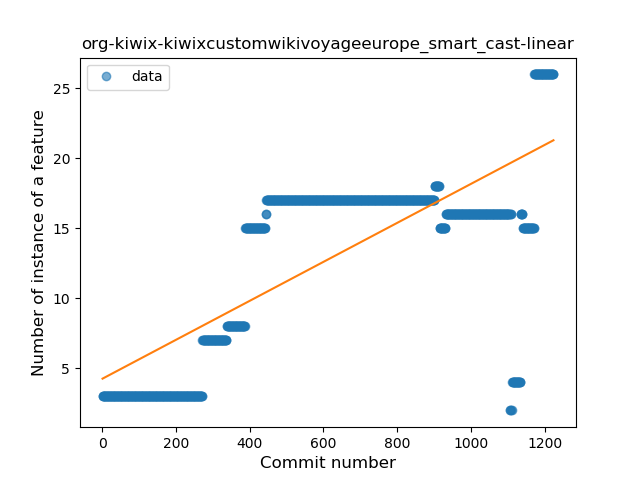 org-kiwix-kiwixcustomwikivoyageeurope_smart_cast-linear
data
Number of instance of a feature
25
20
15
10
5
0 200 400 600 800 1000 1200
Commit number